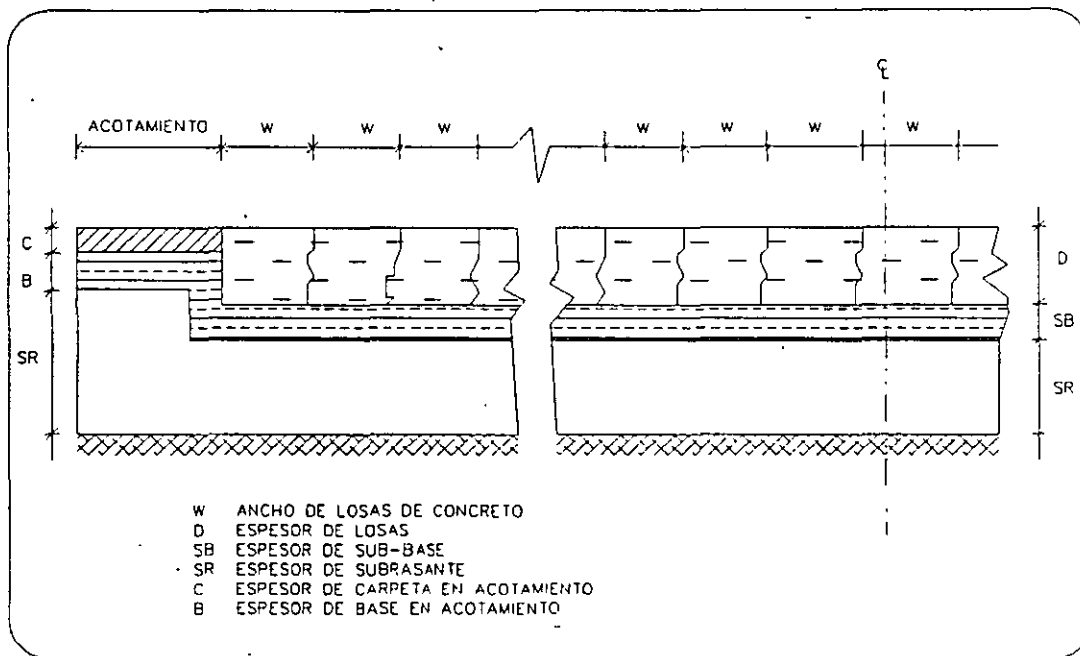 ℄
ACOTAMIENTO W W W W W W W
C
B
SR
D
SB
SR
W ANCHO DE LOSAS DE CONCRETO
D ESPESOR DE LOSAS
SB ESPESOR DE SUB-BASE
SR ESPESOR DE SUBRASANTE
C ESPESOR DE CARPETA EN ACOTAMIENTO
B ESPESOR DE BASE EN ACOTAMIENTO